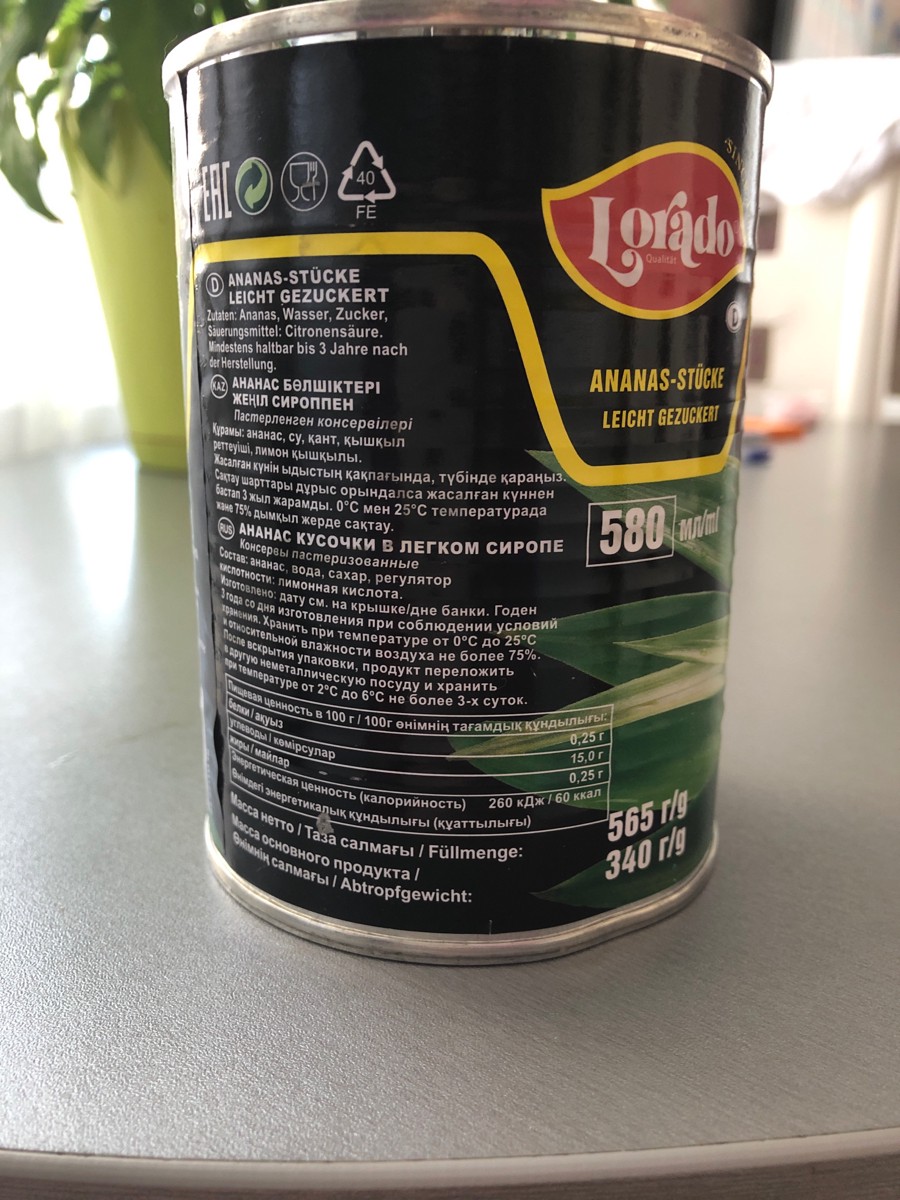 EAC
40
FE
Lorado
Qualität
D
ANANAS-STÜCKE
LEICHT GEZUCKERT
580 мл/ml
D ANANAS-STÜCKE
LEICHT GEZUCKERT
Zutaten: Ananas, Wasser, Zucker,
Säuerungsmittel: Citronensäure.
Mindestens haltbar bis 3 Jahre nach
der Herstellung.
KAZ АНАНАС БӨЛШІКТЕРІ
ЖЕҢІЛ СИРОППЕН
Пастерленген консервілері
Құрамы: ананас, су, қант, қышқыл
реттеуіші, лимон қышқылы.
Жасалған күнін ыдыстың қақпағында, түбінде қараңыз.
Сақтау шарттары дұрыс орындалса жасалған күннен
бастап 3 жыл жарамды. 0°С мен 25°С температурада
және 75% дымқыл жерде сақтау.
RUS АНАНАС КУСОЧКИ В ЛЕГКОМ СИРОПЕ
Консервы пастеризованные
Состав: ананас, вода, сахар, регулятор
кислотности: лимонная кислота.
Изготовлено: дату см. на крышке/дне банки. Годен
3 года со дня изготовления при соблюдении условий
хранения. Хранить при температуре от 0°С до 25°С
и относительной влажности воздуха не более 75%.
После вскрытия упаковки, продукт переложить
в другую неметаллическую посуду и хранить
при температуре от 2°С до 6°С не более 3-х суток.
Пищевая ценность в 100 г / 100г өнімнің тағамдық құндылығы:
белки / ақуыз 0,25 г
углеводы / көмірсулар 15,0 г
жиры / майлар 0,25 г
Энергетическая ценность (калорийность) 260 кДж / 60 ккал
Өнімдегі энергетикалық құндылығы (қуаттылығы)
Масса нетто / Таза салмағы / Füllmenge: 565 г/g
Масса основного продукта /
Өнімнің салмағы / Abtropfgewicht: 340 г/g